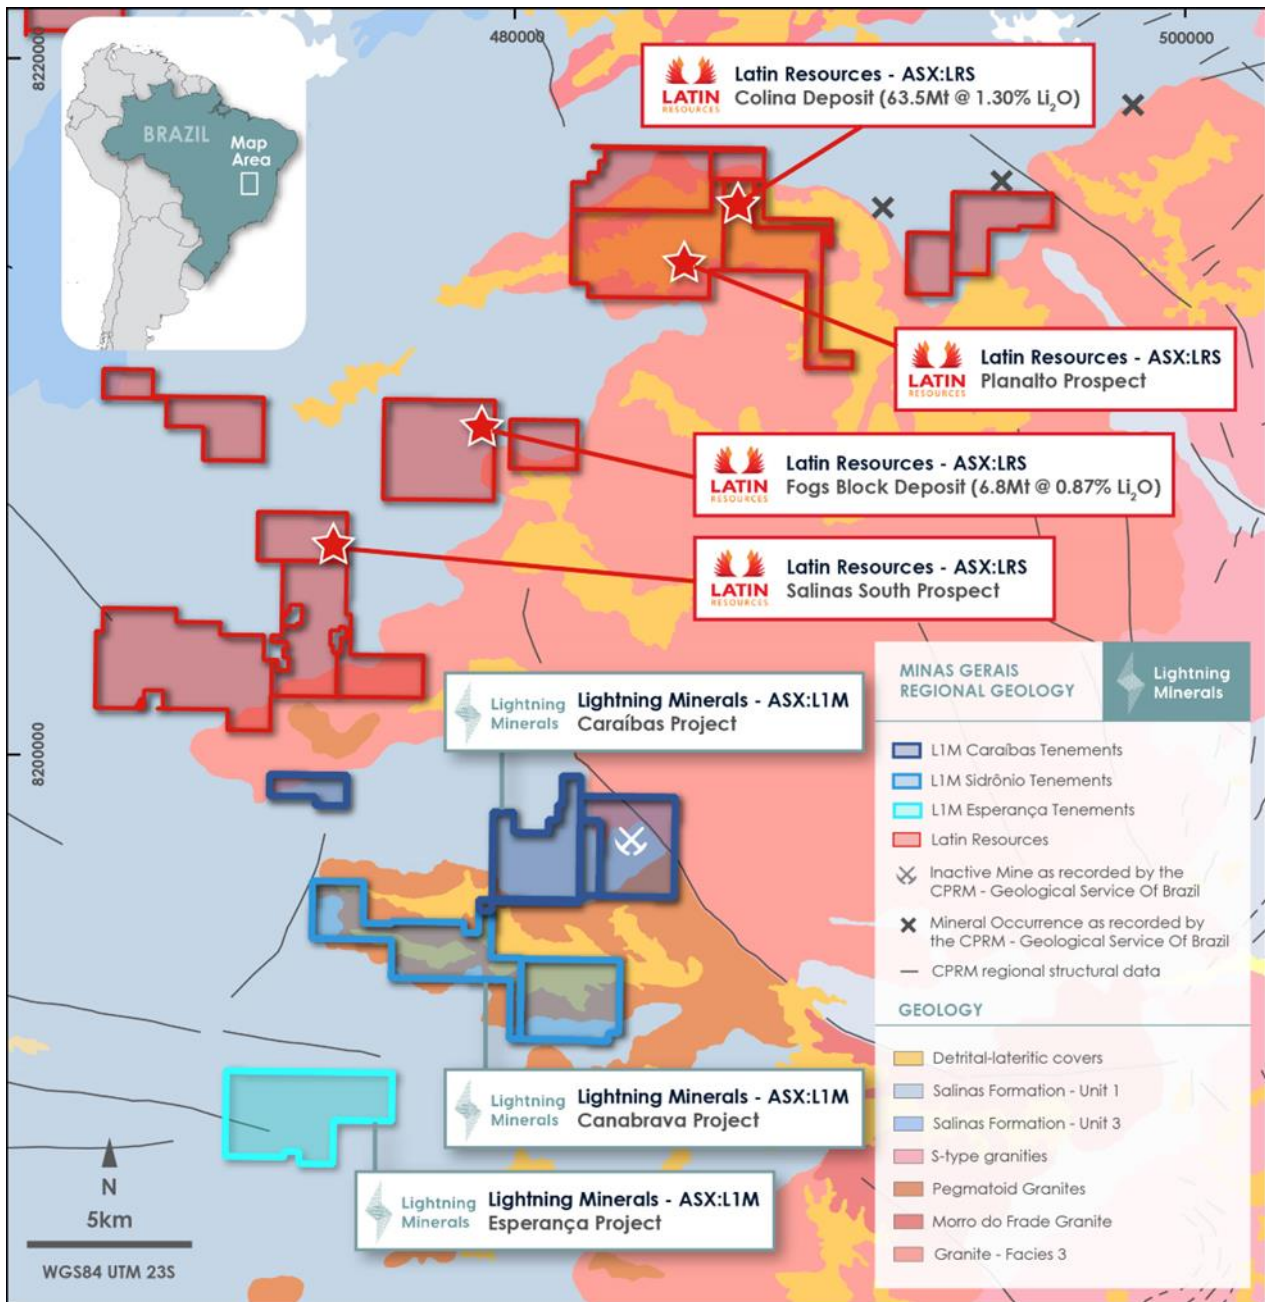 480000
500000
8220000
8200000
BRAZIL
Map
Area
LATIN
RESOURCES
Latin Resources - ASX:LRS
Colina Deposit (63.5Mt @ 1.30% Li₂O)
LATIN
RESOURCES
Latin Resources - ASX:LRS
Planalto Prospect
LATIN
RESOURCES
Latin Resources - ASX:LRS
Fogs Block Deposit (6.8Mt @ 0.87% Li₂O)
LATIN
RESOURCES
Latin Resources - ASX:LRS
Salinas South Prospect
Lightning
Minerals
Lightning Minerals - ASX:L1M
Caraíbas Project
Lightning
Minerals
Lightning Minerals - ASX:L1M
Canabrava Project
Lightning
Minerals
Lightning Minerals - ASX:L1M
Esperança Project
N
5km
WGS84 UTM 23S
MINAS GERAIS
REGIONAL GEOLOGY
Lightning
Minerals
L1M Caraíbas Tenements
L1M Sidrônio Tenements
L1M Esperança Tenements
Latin Resources
Inactive Mine as recorded by the
CPRM - Geological Service Of Brazil
Mineral Occurrence as recorded by
the CPRM - Geological Service Of Brazil
CPRM regional structural data
GEOLOGY
Detrital-lateritic covers
Salinas Formation - Unit 1
Salinas Formation - Unit 3
S-type granities
Pegmatoid Granites
Morro do Frade Granite
Granite - Facies 3